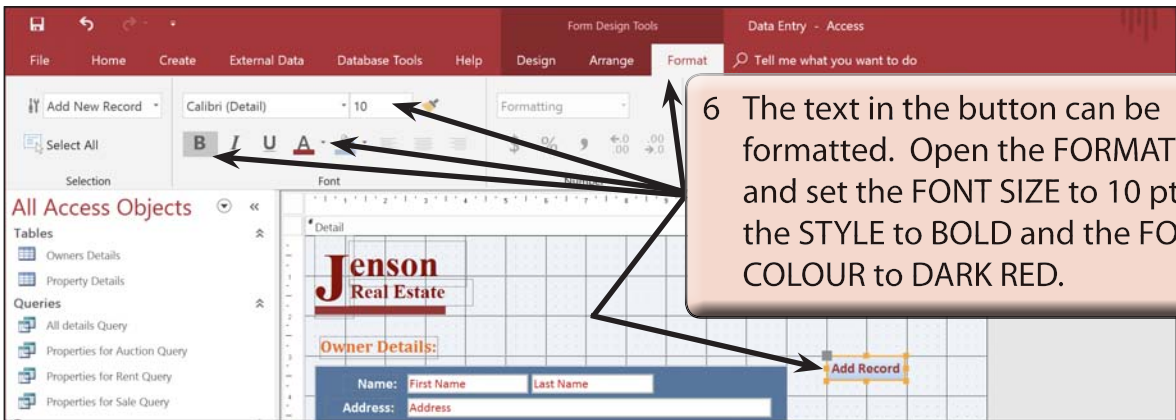 Form Design Tools
Data Entry - Access
File Home Create External Data Database Tools Help Design Arrange Format Tell me what you want to do
Add New Record Calibri (Detail) 10 Formatting
Select All B I U A $ % 9 .00 .00
Selection Font
All Access Objects
Tables
Owners Details
Property Details
Queries
All details Query
Properties for Auction Query
Properties for Rent Query
Properties for Sale Query
Detail
Jenson
Real Estate
Owner Details:
Name: First Name Last Name
Address: Address
Add Record
6 The text in the button can be
formatted. Open the FORMAT
and set the FONT SIZE to 10 pt
the STYLE to BOLD and the FO
COLOUR to DARK RED.